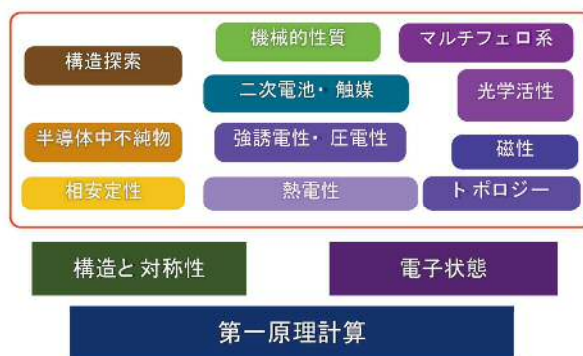 構造探索
機械的性質
マルチフェロ系
二次電池・触媒
光学活性
半導体中不純物
強誘電性・圧電性
磁性
相安定性
熱電性
トポロジー
構造と対称性
電子状態
第一原理計算